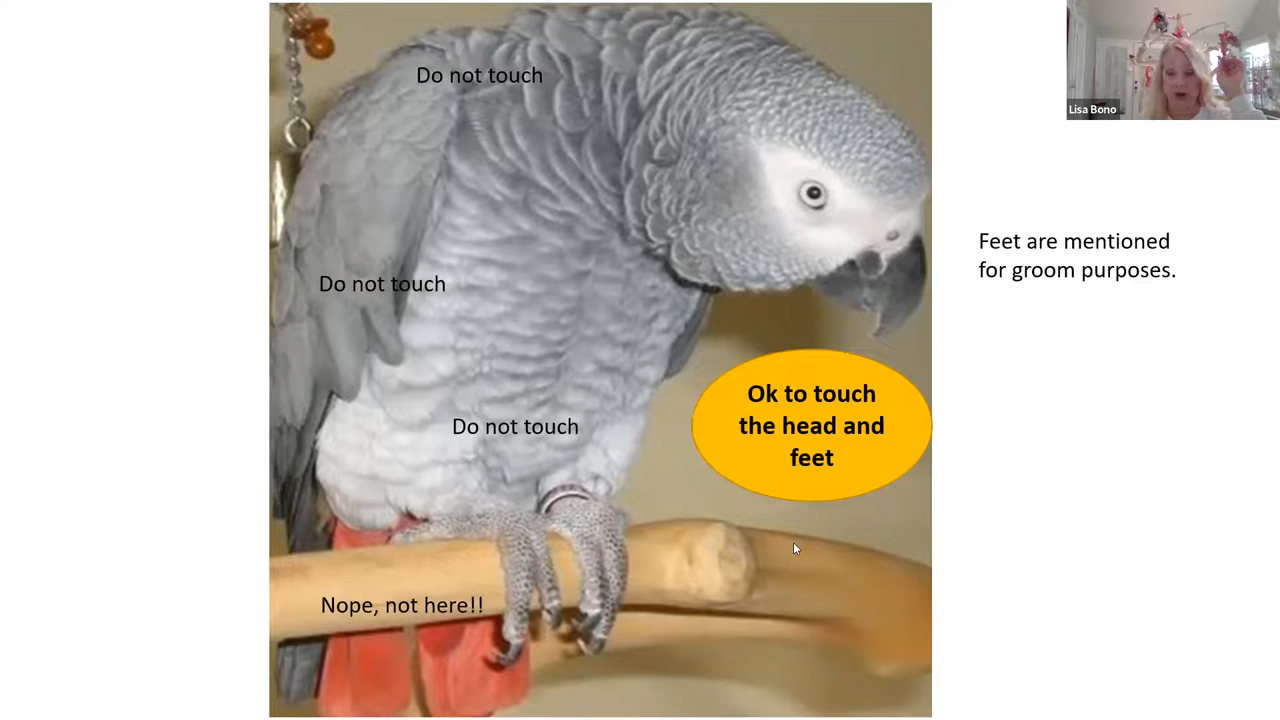 Do not touch
Lisa Bono
Feet are mentioned
for groom purposes.
Do not touch
Ok to touch
the head and
feet
Do not touch
Nope, not here!!